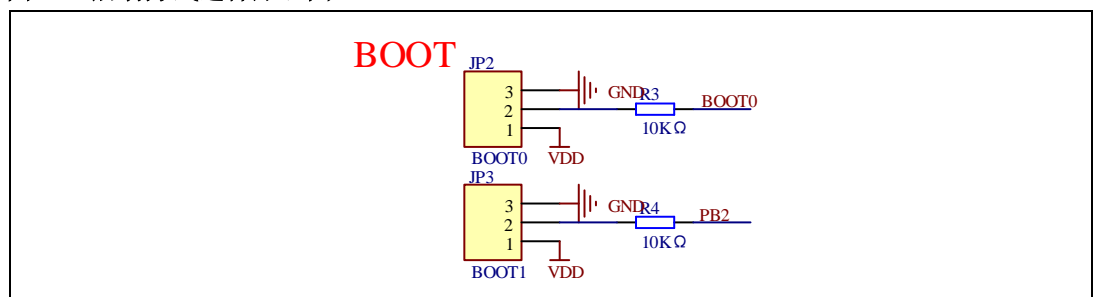 BOOT
JP2
3
GND
R3
BOOT0
2
10KΩ
1
BOOT0
VDD
JP3
3
GND
R4
PB2
2
10KΩ
1
BOOT1
VDD